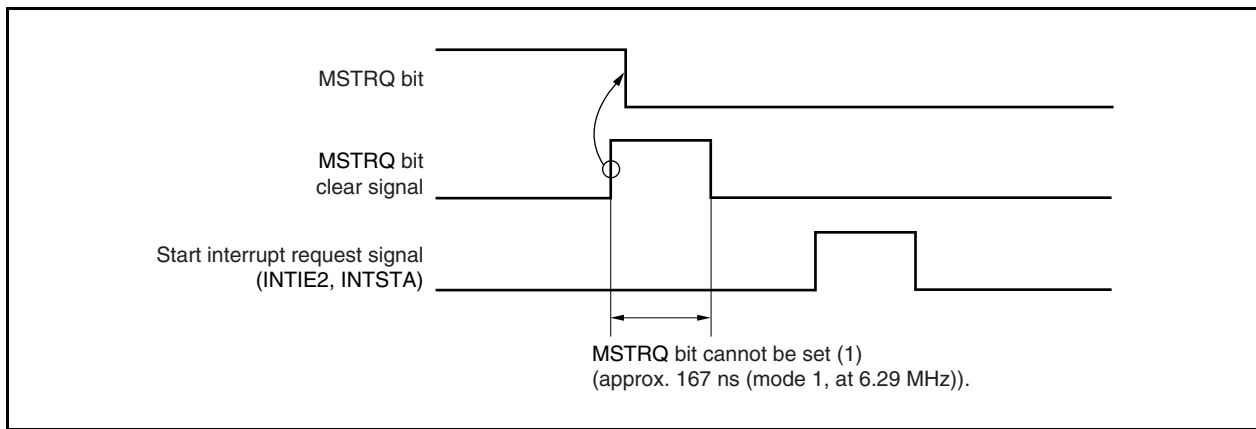 MSTRQ bit
MSTRQ bit
clear signal
Start interrupt request signal
(INTIE2, INTSTA)
MSTRQ bit cannot be set (1)
(approx. 167 ns (mode 1, at 6.29 MHz)).